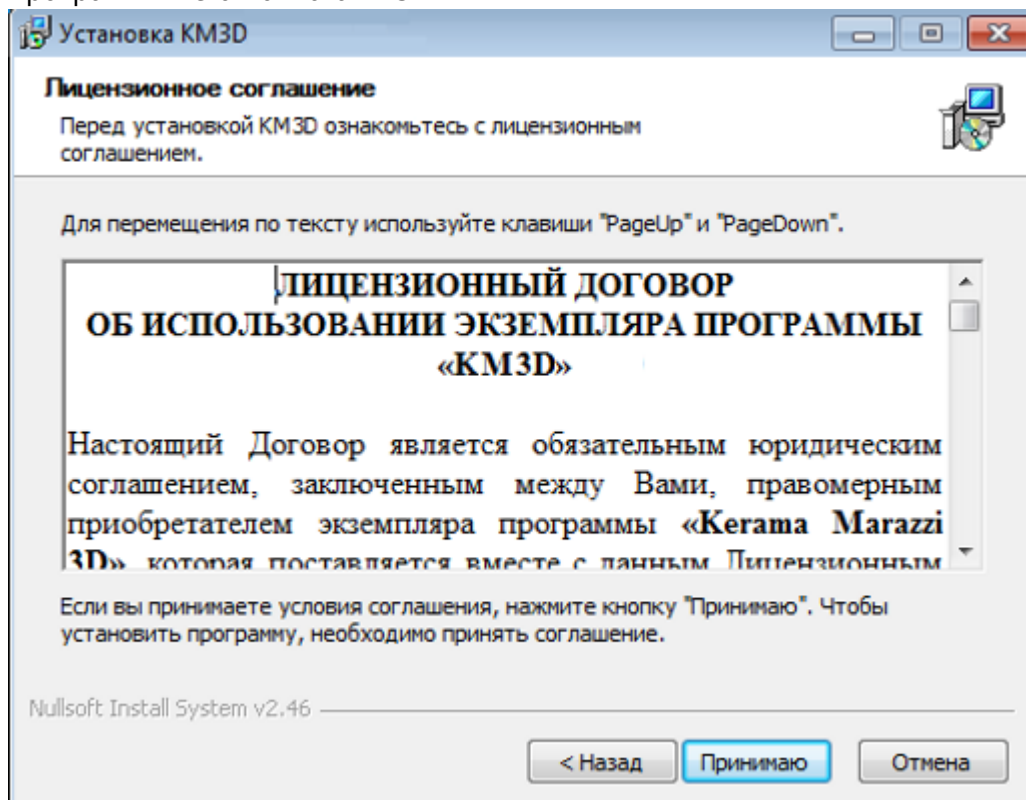 Установка KM3D
Лицензионное соглашение
Перед установкой KM3D ознакомьтесь с лицензионным
соглашением.
Для перемещения по тексту используйте клавиши "PageUp" и "PageDown".
ЛИЦЕНЗИОННЫЙ ДОГОВОР
ОБ ИСПОЛЬЗОВАНИИ ЭКЗЕМПЛЯРА ПРОГРАММЫ
«KM3D»
Настоящий Договор является обязательным юридическим
соглашением, заключенным между Вами, правомерным
приобретателем экземпляра программы «Kerama Marazzi
3D», которая поставляется вместе с данным Лицензионным
Если вы принимаете условия соглашения, нажмите кнопку "Принимаю". Чтобы
установить программу, необходимо принять соглашение.
Nullsoft Install System v2.46
< Назад
Принимаю
Отмена